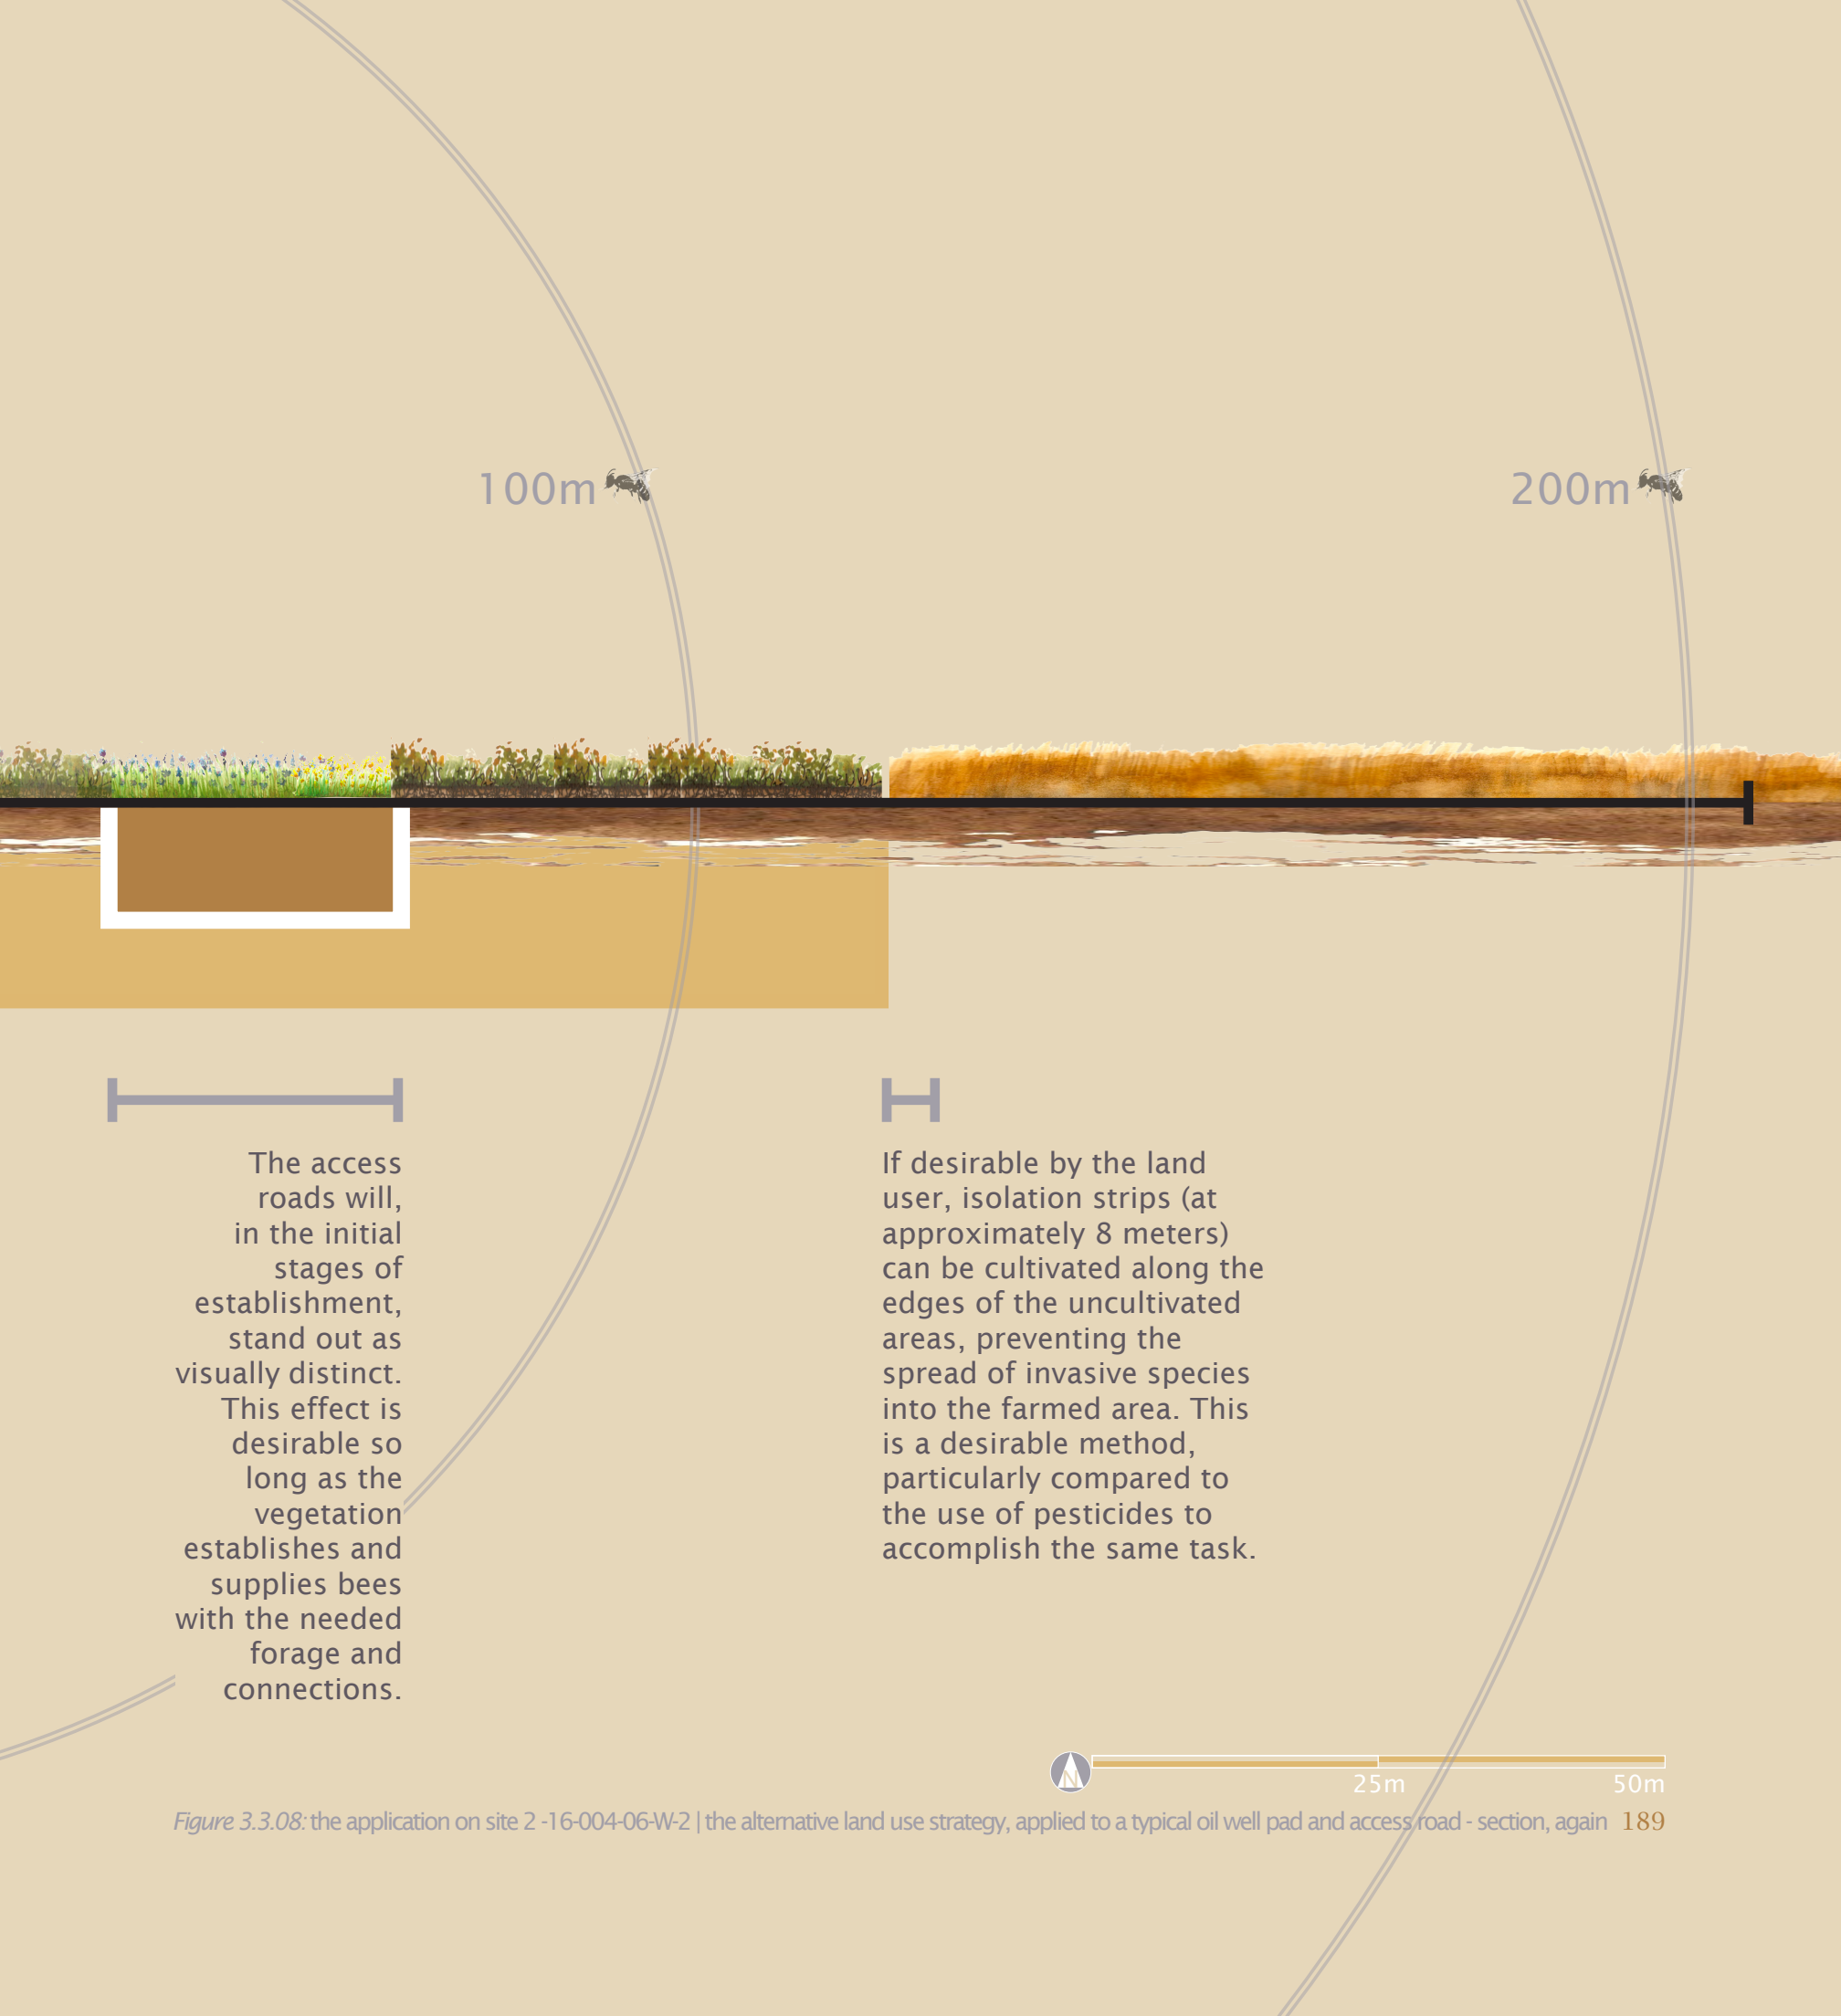 100m
200m
The access
roads will,
in the initial
stages of
establishment,
stand out as
visually distinct.
This effect is
desirable so
long as the
vegetation
establishes and
supplies bees
with the needed
forage and
connections.
If desirable by the land
user, isolation strips (at
approximately 8 meters)
can be cultivated along the
edges of the uncultivated
areas, preventing the
spread of invasive species
into the farmed area. This
is a desirable method,
particularly compared to
the use of pesticides to
accomplish the same task.
N
25m
50m
Figure 3.3.08: the application on site 2 -16-004-06-W-2 | the alternative land use strategy, applied to a typical oil well pad and access road - section, again 189